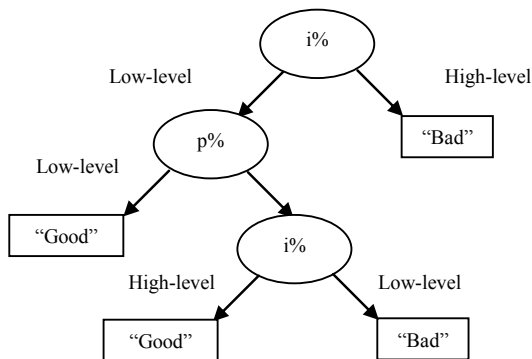 i%
Low-level
High-level
“Bad”
p%
Low-level
“Good”
i%
High-level
Low-level
“Good”
“Bad”